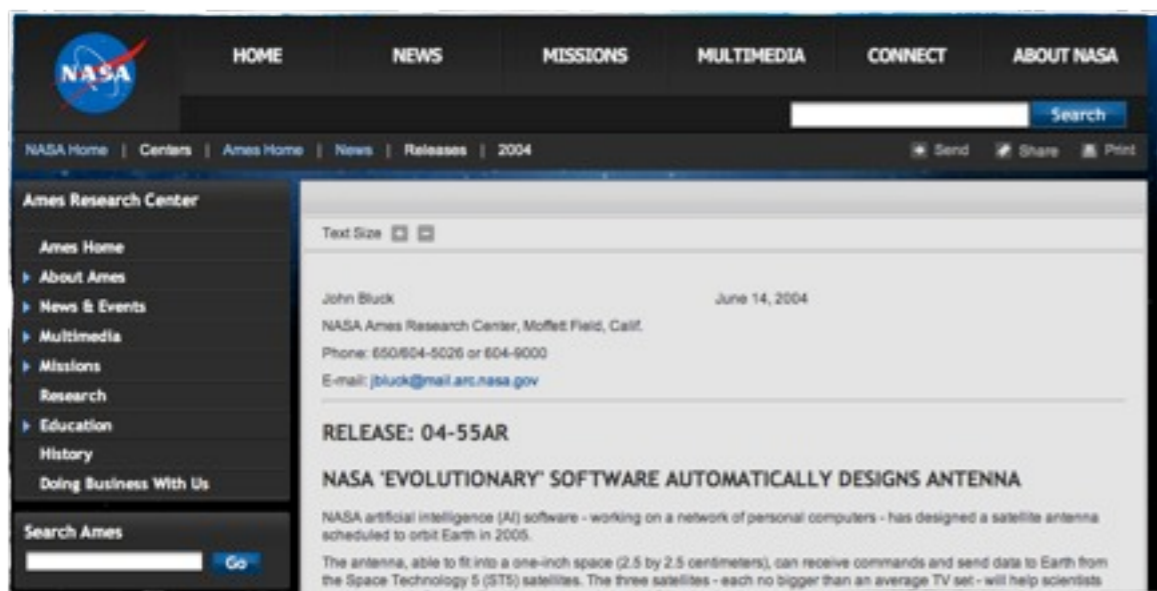 NASA
HOME NEWS MISSIONS MULTIMEDIA CONNECT ABOUT NASA
Search
NASA Home | Centers | Ames Home | News | Releases | 2004
Send Share Print
Ames Research Center
Ames Home
About Ames
News & Events
Multimedia
Missions
Research
Education
History
Doing Business With Us
Search Ames
Go
Text Size
John Bluck June 14, 2004
NASA Ames Research Center, Moffett Field, Calif.
Phone: 650/604-5026 or 604-9000
E-mail: jbluck@mail.arc.nasa.gov
RELEASE: 04-55AR
NASA 'EVOLUTIONARY' SOFTWARE AUTOMATICALLY DESIGNS ANTENNA
NASA artificial intelligence (AI) software - working on a network of personal computers - has designed a satellite antenna
scheduled to orbit Earth in 2005.
The antenna, able to fit into a one-inch space (2.5 by 2.5 centimeters), can receive commands and send data to Earth from
the Space Technology 5 (ST5) satellites. The three satellites - each no bigger than an average TV set - will help scientists